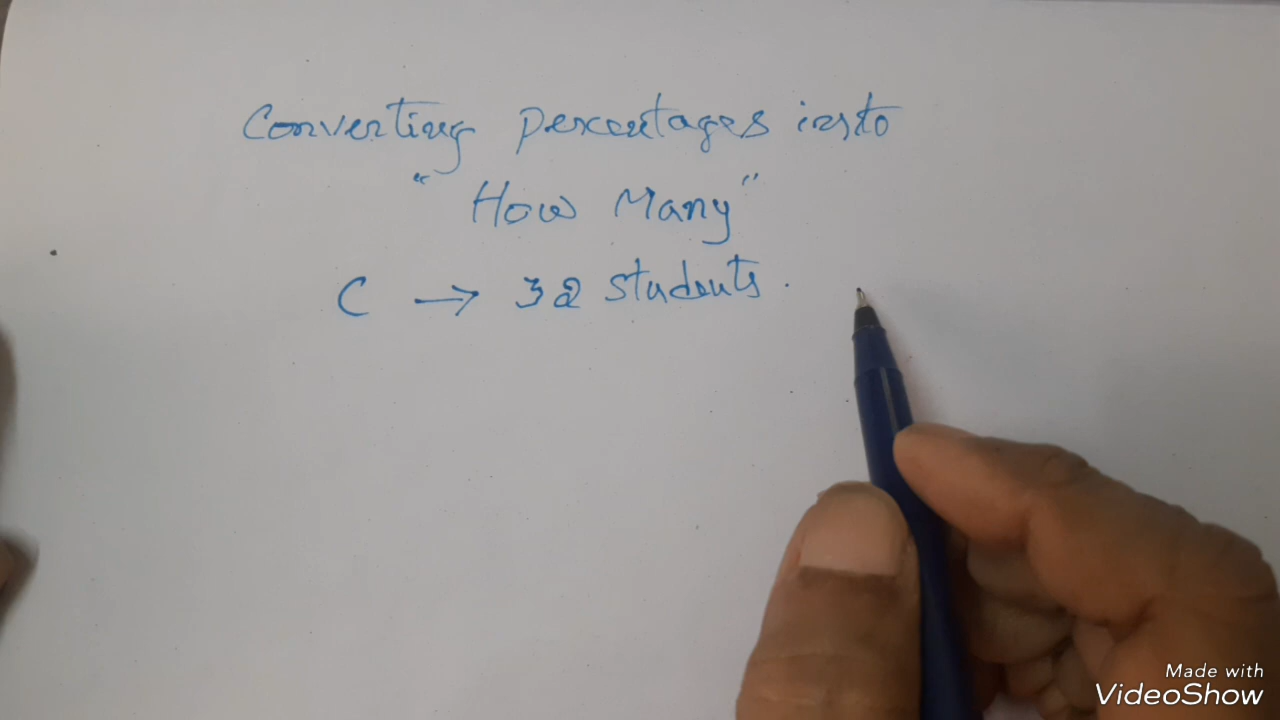 Converting percentages into
" How Many "
C → 32 students.
Made with
VideoShow